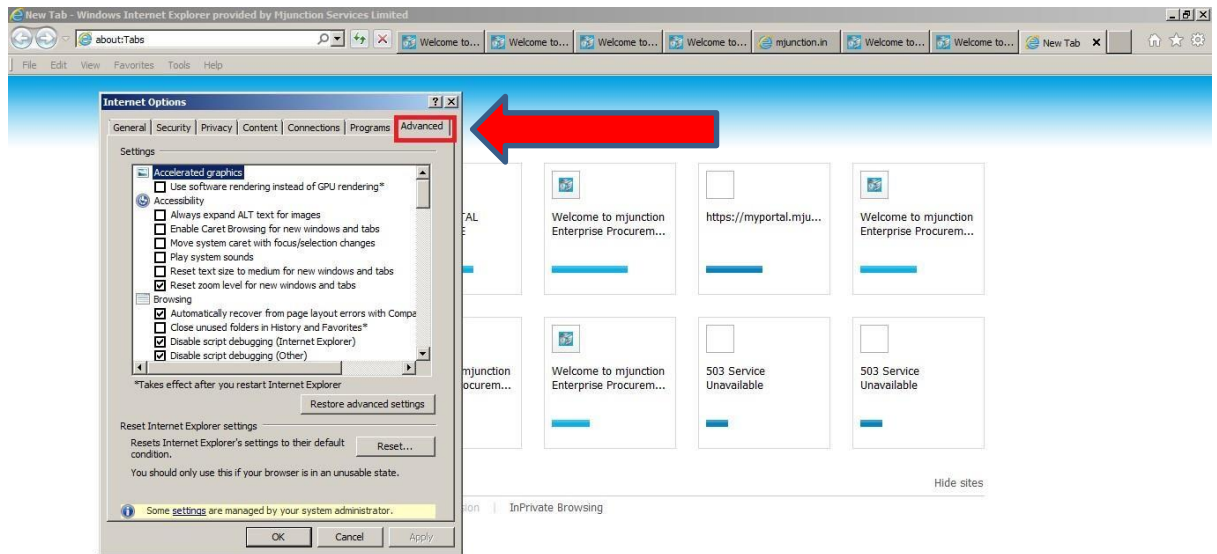 New Tab - Windows Internet Explorer provided by Mjunction Services Limited
about:Tabs
Welcome to...
Welcome to...
Welcome to...
Welcome to...
mjunction.in
Welcome to...
Welcome to...
New Tab
File Edit View Favorites Tools Help
Internet Options
General Security Privacy Content Connections Programs Advanced
Settings
Accelerated graphics
Use software rendering instead of GPU rendering*
Accessibility
Always expand ALT text for images
Enable Caret Browsing for new windows and tabs
Move system caret with focus/selection changes
Play system sounds
Reset text size to medium for new windows and tabs
Reset zoom level for new windows and tabs
Browsing
Automatically recover from page layout errors with Compa
Close unused folders in History and Favorites*
Disable script debugging (Internet Explorer)
Disable script debugging (Other)
*Takes effect after you restart Internet Explorer
Restore advanced settings
Reset Internet Explorer settings
Resets Internet Explorer's settings to their default
condition.
Reset...
You should only use this if your browser is in an unusable state.
Some settings are managed by your system administrator.
OK Cancel Apply
TAL
Welcome to mjunction
Enterprise Procurem...
https://myportal.mju...
Welcome to mjunction
Enterprise Procurem...
mjunction
ocurem...
Welcome to mjunction
Enterprise Procurem...
503 Service
Unavailable
503 Service
Unavailable
Hide sites
sion | InPrivate Browsing